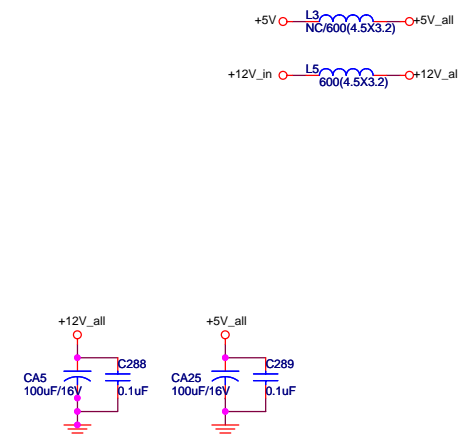 +5V L3 +5V_all
NC/600(4.5X3.2)
+12V_in L5 +12V_al
600(4.5X3.2)
+12V_all +5V_all
C288 C289
CA5 CA25
100uF/16V 0.1uF 100uF/16V 0.1uF